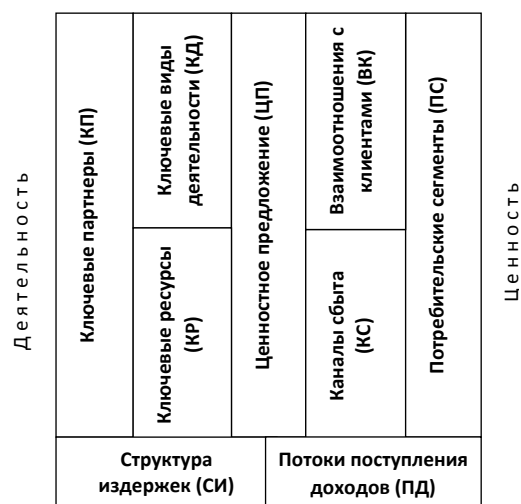 Деятельность
Ключевые партнеры (КП)
Ключевые виды
деятельности (КД)
Ключевые ресурсы
(КР)
Ценностное предложение (ЦП)
Взаимоотношения с
клиентами (ВК)
Каналы сбыта
(КС)
Потребительские сегменты (ПС)
Ценность
Структура
издержек (СИ)
Потоки поступления
доходов (ПД)